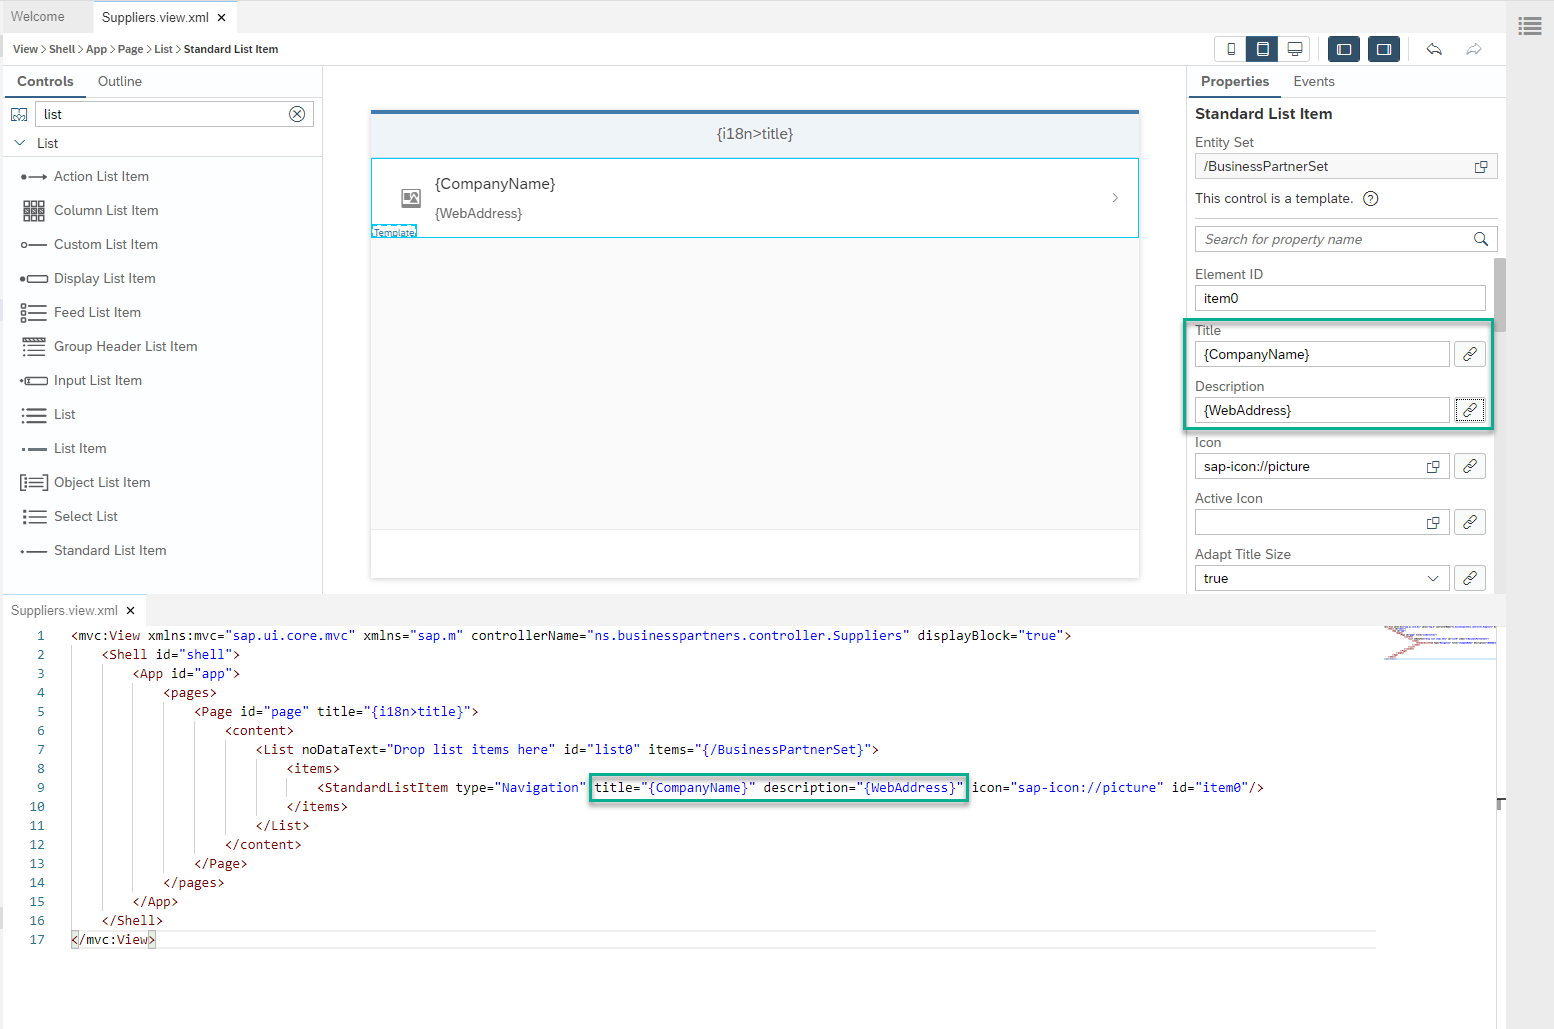 Welcome
Suppliers.view.xml ×
View > Shell > App > Page > List > Standard List Item
Controls
Outline
list
List
Action List Item
Column List Item
Custom List Item
Display List Item
Feed List Item
Group Header List Item
Input List Item
List
List Item
Object List Item
Select List
Standard List Item
{i18n>title}
{CompanyName}
{WebAddress}
Template
Properties
Events
Standard List Item
Entity Set
/BusinessPartnerSet
This control is a template.
Search for property name
Element ID
item0
Title
{CompanyName}
Description
{WebAddress}
Icon
sap-icon://picture
Active Icon
Adapt Title Size
true
Suppliers.view.xml ×
1 <mvc:View xmlns:mvc="sap.ui.core.mvc" xmlns="sap.m" controllerName="ns.businesspartners.controller.Suppliers" displayBlock="true">
2 <Shell id="shell">
3 <App id="app">
4 <pages>
5 <Page id="page" title="{i18n>title}">
6 <content>
7 <List noDataText="Drop list items here" id="list0" items="{/BusinessPartnerSet}">
8 <items>
9 <StandardListItem type="Navigation" title="{CompanyName}" description="{WebAddress}" icon="sap-icon://picture" id="item0"/>
10 </items>
11 </List>
12 </content>
13 </Page>
14 </pages>
15 </App>
16 </Shell>
17 </mvc:View>